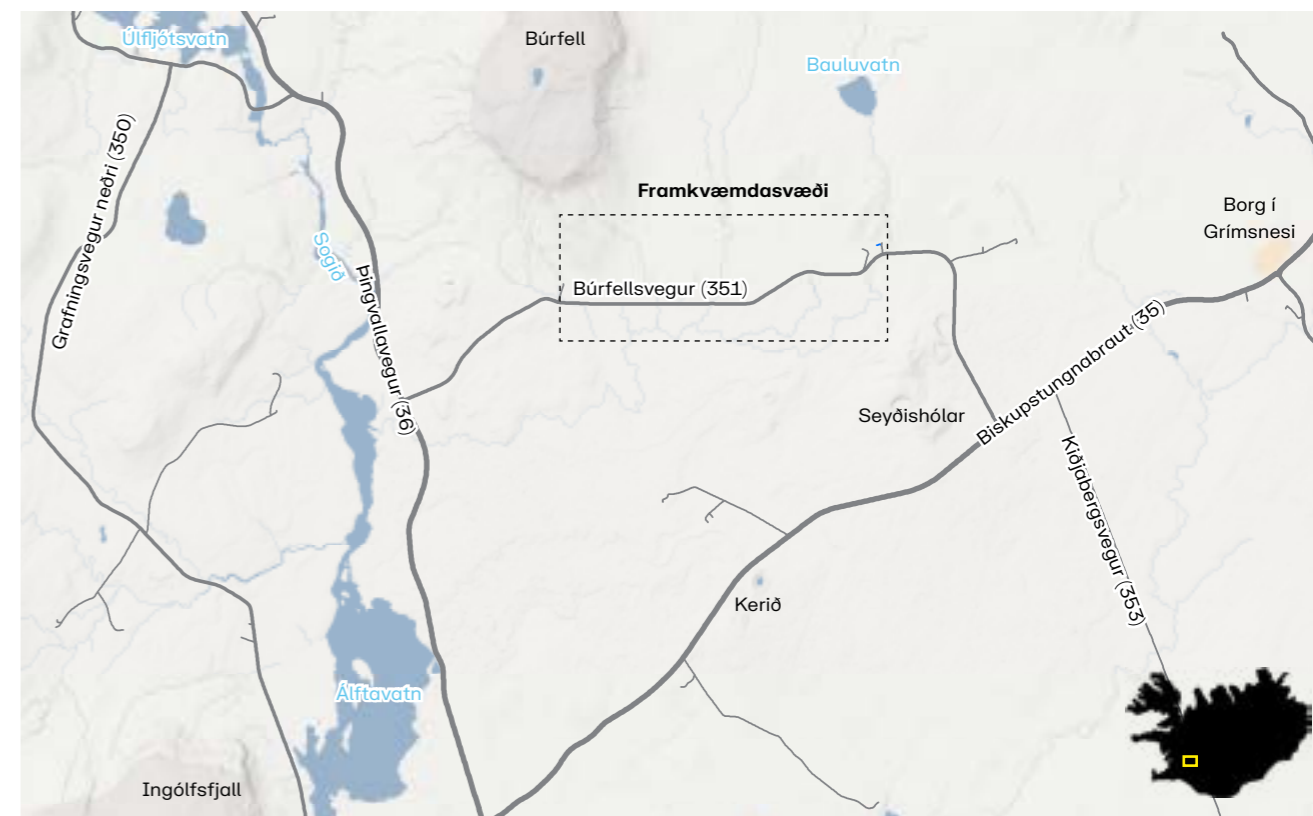 Úlfljótsvatn
Búrfell
Bauluvatn
Grafningsvegur neðri (350)
Framkvæmdasvæði
Borg í
Grímsnesi
Sogið
Þingvallavegur (36)
Búrfellsvegur (351)
Biskupstungnabraut (35)
Seyðishólar
Kiðjabergsvegur (353)
Kerið
Álftavatn
Ingólfsfjall